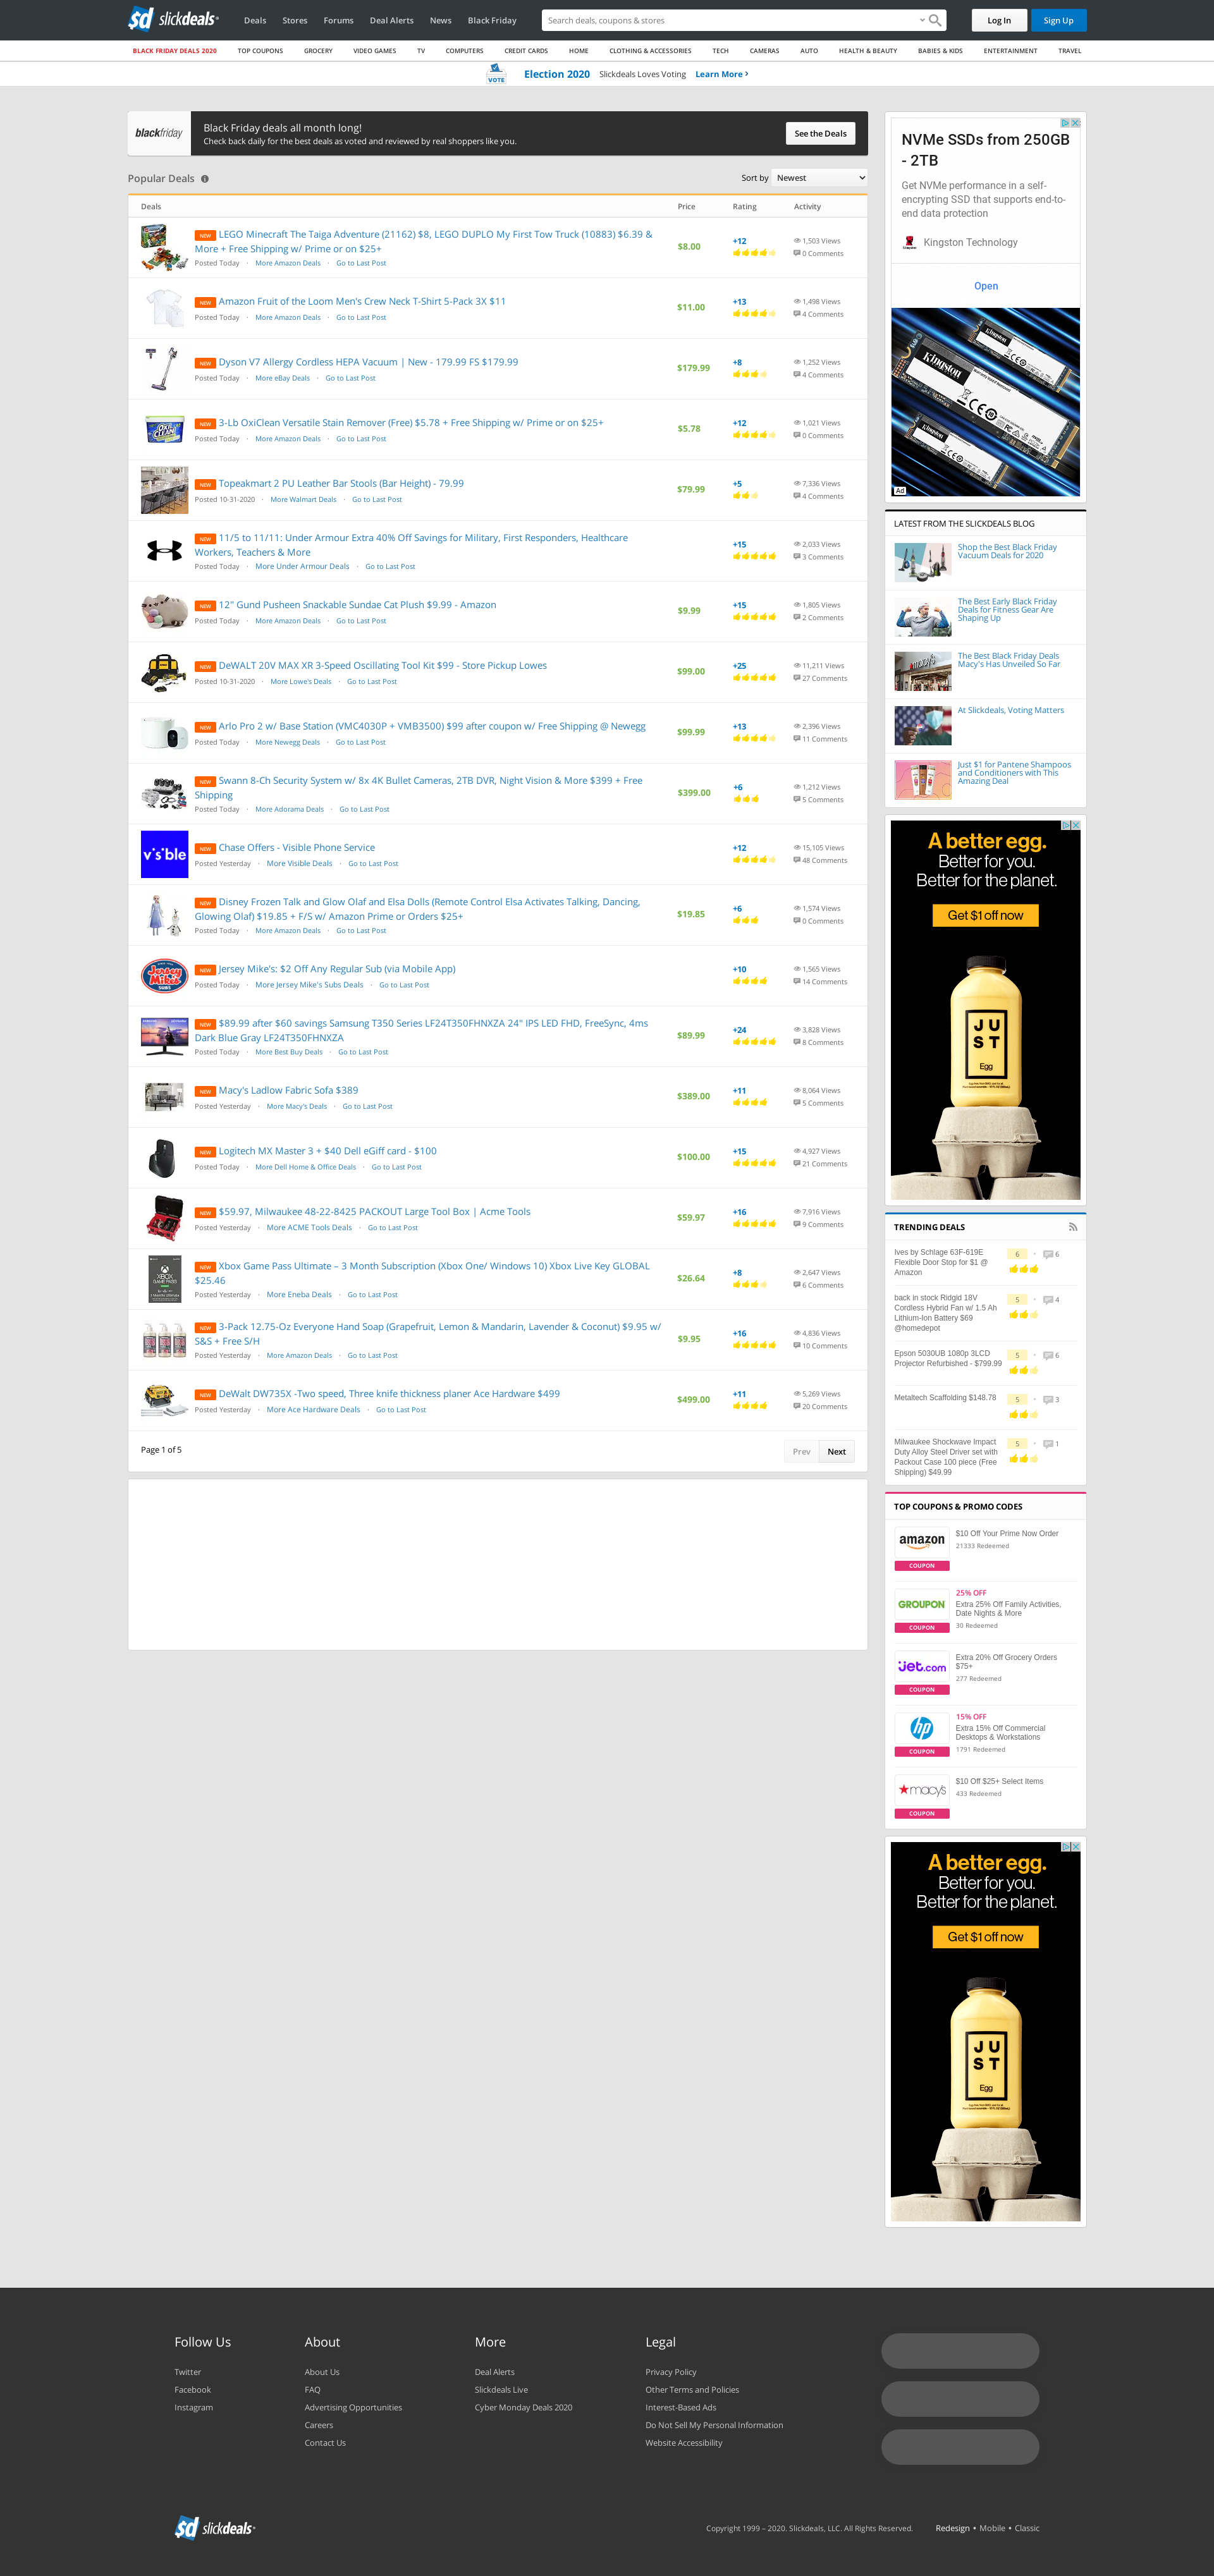 slickdeals
Deals Stores Forums Deal Alerts News Black Friday
Search deals, coupons & stores
Log In Sign Up
BLACK FRIDAY DEALS 2020 TOP COUPONS GROCERY VIDEO GAMES TV COMPUTERS CREDIT CARDS HOME CLOTHING & ACCESSORIES TECH CAMERAS AUTO HEALTH & BEAUTY BABIES & KIDS ENTERTAINMENT TRAVEL
VOTE Election 2020 Slickdeals Loves Voting Learn More
blackfriday
Black Friday deals all month long!
Check back daily for the best deals as voted and reviewed by real shoppers like you.
See the Deals
Popular Deals
Sort by Newest
Deals Price Rating Activity
NEW LEGO Minecraft The Taiga Adventure (21162) $8, LEGO DUPLO My First Tow Truck (10883) $6.39 &
More + Free Shipping w/ Prime or on $25+
Posted Today · More Amazon Deals · Go to Last Post
$8.00 +12 1,503 Views
0 Comments
NEW Amazon Fruit of the Loom Men's Crew Neck T-Shirt 5-Pack 3X $11
Posted Today · More Amazon Deals · Go to Last Post
$11.00 +13 1,498 Views
4 Comments
NEW Dyson V7 Allergy Cordless HEPA Vacuum | New - 179.99 FS $179.99
Posted Today · More eBay Deals · Go to Last Post
$179.99 +8 1,252 Views
4 Comments
NEW 3-Lb OxiClean Versatile Stain Remover (Free) $5.78 + Free Shipping w/ Prime or on $25+
Posted Today · More Amazon Deals · Go to Last Post
$5.78 +12 1,021 Views
0 Comments
NEW Topeakmart 2 PU Leather Bar Stools (Bar Height) - 79.99
Posted 10-31-2020 · More Walmart Deals · Go to Last Post
$79.99 +5 7,336 Views
4 Comments
NEW 11/5 to 11/11: Under Armour Extra 40% Off Savings for Military, First Responders, Healthcare
Workers, Teachers & More
Posted Today · More Under Armour Deals · Go to Last Post
+15 2,033 Views
3 Comments
NEW 12" Gund Pusheen Snackable Sundae Cat Plush $9.99 - Amazon
Posted Today · More Amazon Deals · Go to Last Post
$9.99 +15 1,805 Views
2 Comments
NEW DeWALT 20V MAX XR 3-Speed Oscillating Tool Kit $99 - Store Pickup Lowes
Posted 10-31-2020 · More Lowe's Deals · Go to Last Post
$99.00 +25 11,211 Views
27 Comments
NEW Arlo Pro 2 w/ Base Station (VMC4030P + VMB3500) $99 after coupon w/ Free Shipping @ Newegg
Posted Today · More Newegg Deals · Go to Last Post
$99.99 +13 2,396 Views
11 Comments
NEW Swann 8-Ch Security System w/ 8x 4K Bullet Cameras, 2TB DVR, Night Vision & More $399 + Free
Shipping
Posted Today · More Adorama Deals · Go to Last Post
$399.00 +6 1,212 Views
5 Comments
visible
NEW Chase Offers - Visible Phone Service
Posted Yesterday · More Visible Deals · Go to Last Post
+12 15,105 Views
48 Comments
NEW Disney Frozen Talk and Glow Olaf and Elsa Dolls (Remote Control Elsa Activates Talking, Dancing,
Glowing Olaf) $19.85 + F/S w/ Amazon Prime or Orders $25+
Posted Today · More Amazon Deals · Go to Last Post
$19.85 +6 1,574 Views
0 Comments
Jersey Mike's SUBS
NEW Jersey Mike's: $2 Off Any Regular Sub (via Mobile App)
Posted Today · More Jersey Mike's Subs Deals · Go to Last Post
+10 1,565 Views
14 Comments
NEW $89.99 after $60 savings Samsung T350 Series LF24T350FHNXZA 24" IPS LED FHD, FreeSync, 4ms
Dark Blue Gray LF24T350FHNXZA
Posted Today · More Best Buy Deals · Go to Last Post
$89.99 +24 3,828 Views
8 Comments
NEW Macy's Ladlow Fabric Sofa $389
Posted Yesterday · More Macy's Deals · Go to Last Post
$389.00 +11 8,064 Views
5 Comments
NEW Logitech MX Master 3 + $40 Dell eGiff card - $100
Posted Today · More Dell Home & Office Deals · Go to Last Post
$100.00 +15 4,927 Views
21 Comments
NEW $59.97, Milwaukee 48-22-8425 PACKOUT Large Tool Box | Acme Tools
Posted Yesterday · More ACME Tools Deals · Go to Last Post
$59.97 +16 7,916 Views
9 Comments
NEW Xbox Game Pass Ultimate – 3 Month Subscription (Xbox One/ Windows 10) Xbox Live Key GLOBAL
$25.46
Posted Yesterday · More Eneba Deals · Go to Last Post
$26.64 +8 2,647 Views
6 Comments
NEW 3-Pack 12.75-Oz Everyone Hand Soap (Grapefruit, Lemon & Mandarin, Lavender & Coconut) $9.95 w/
S&S + Free S/H
Posted Yesterday · More Amazon Deals · Go to Last Post
$9.95 +16 4,836 Views
10 Comments
NEW DeWalt DW735X -Two speed, Three knife thickness planer Ace Hardware $499
Posted Yesterday · More Ace Hardware Deals · Go to Last Post
$499.00 +11 5,269 Views
20 Comments
Page 1 of 5 Prev Next
NVMe SSDs from 250GB
- 2TB
Get NVMe performance in a self-
encrypting SSD that supports end-to-
end data protection
Kingston Technology
Open
Kingston
Ad
LATEST FROM THE SLICKDEALS BLOG
Shop the Best Black Friday
Vacuum Deals for 2020
The Best Early Black Friday
Deals for Fitness Gear Are
Shaping Up
The Best Black Friday Deals
Macy's Has Unveiled So Far
At Slickdeals, Voting Matters
Just $1 for Pantene Shampoos
and Conditioners with This
Amazing Deal
A better egg.
Better for you.
Better for the planet.
Get $1 off now
JUST
Egg
TRENDING DEALS
Ives by Schlage 63F-619E
Flexible Door Stop for $1 @
Amazon
6 6
back in stock Ridgid 18V
Cordless Hybrid Fan w/ 1.5 Ah
Lithium-Ion Battery $69
@homedepot
5 4
Epson 5030UB 1080p 3LCD
Projector Refurbished - $799.99
5 6
Metaltech Scaffolding $148.78
5 3
Milwaukee Shockwave Impact
Duty Alloy Steel Driver set with
Packout Case 100 piece (Free
Shipping) $49.99
5 1
TOP COUPONS & PROMO CODES
amazon
COUPON
$10 Off Your Prime Now Order
21333 Redeemed
GROUPON
COUPON
25% OFF
Extra 25% Off Family Activities,
Date Nights & More
30 Redeemed
jet.com
COUPON
Extra 20% Off Grocery Orders
$75+
277 Redeemed
hp
COUPON
15% OFF
Extra 15% Off Commercial
Desktops & Workstations
1791 Redeemed
macy's
COUPON
$10 Off $25+ Select Items
433 Redeemed
A better egg.
Better for you.
Better for the planet.
Get $1 off now
JUST
Egg
Follow Us
Twitter
Facebook
Instagram
About
About Us
FAQ
Advertising Opportunities
Careers
Contact Us
More
Deal Alerts
Slickdeals Live
Cyber Monday Deals 2020
Legal
Privacy Policy
Other Terms and Policies
Interest-Based Ads
Do Not Sell My Personal Information
Website Accessibility
slickdeals
Copyright 1999 – 2020. Slickdeals, LLC. All Rights Reserved. Redesign • Mobile • Classic